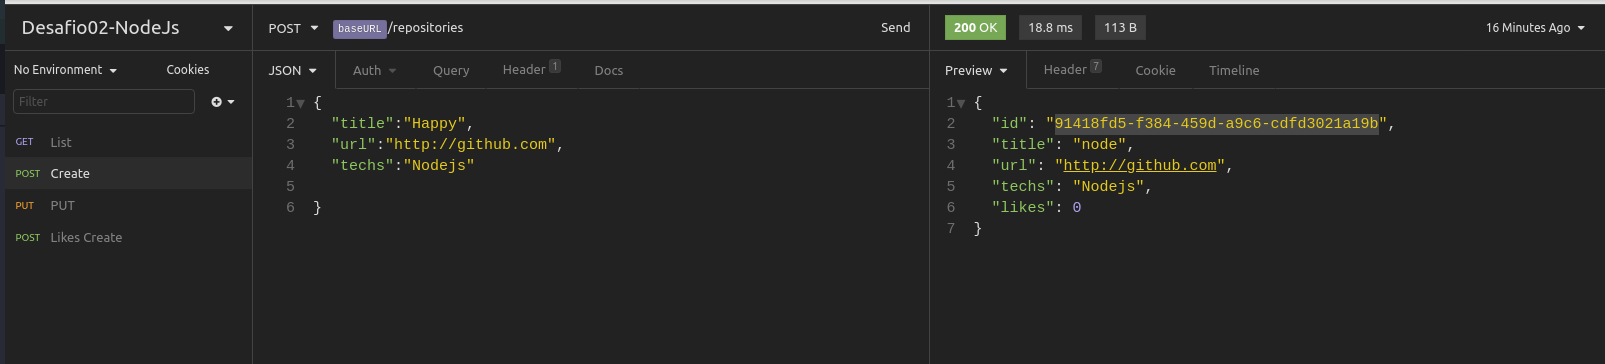 Desafio02-NodeJs
No Environment Cookies
Filter
GET List
POST Create
PUT PUT
POST Likes Create
POST baseURL/repositories Send
JSON Auth Query Header 1 Docs
1 {
2 "title":"Happy",
3 "url":"http://github.com",
4 "techs":"Nodejs"
5
6 }
200 OK 18.8 ms 113 B 16 Minutes Ago
Preview Header 7 Cookie Timeline
1 {
2 "id": "91418fd5-f384-459d-a9c6-cdfd3021a19b",
3 "title": "node",
4 "url": "http://github.com",
5 "techs": "Nodejs",
6 "likes": 0
7 }